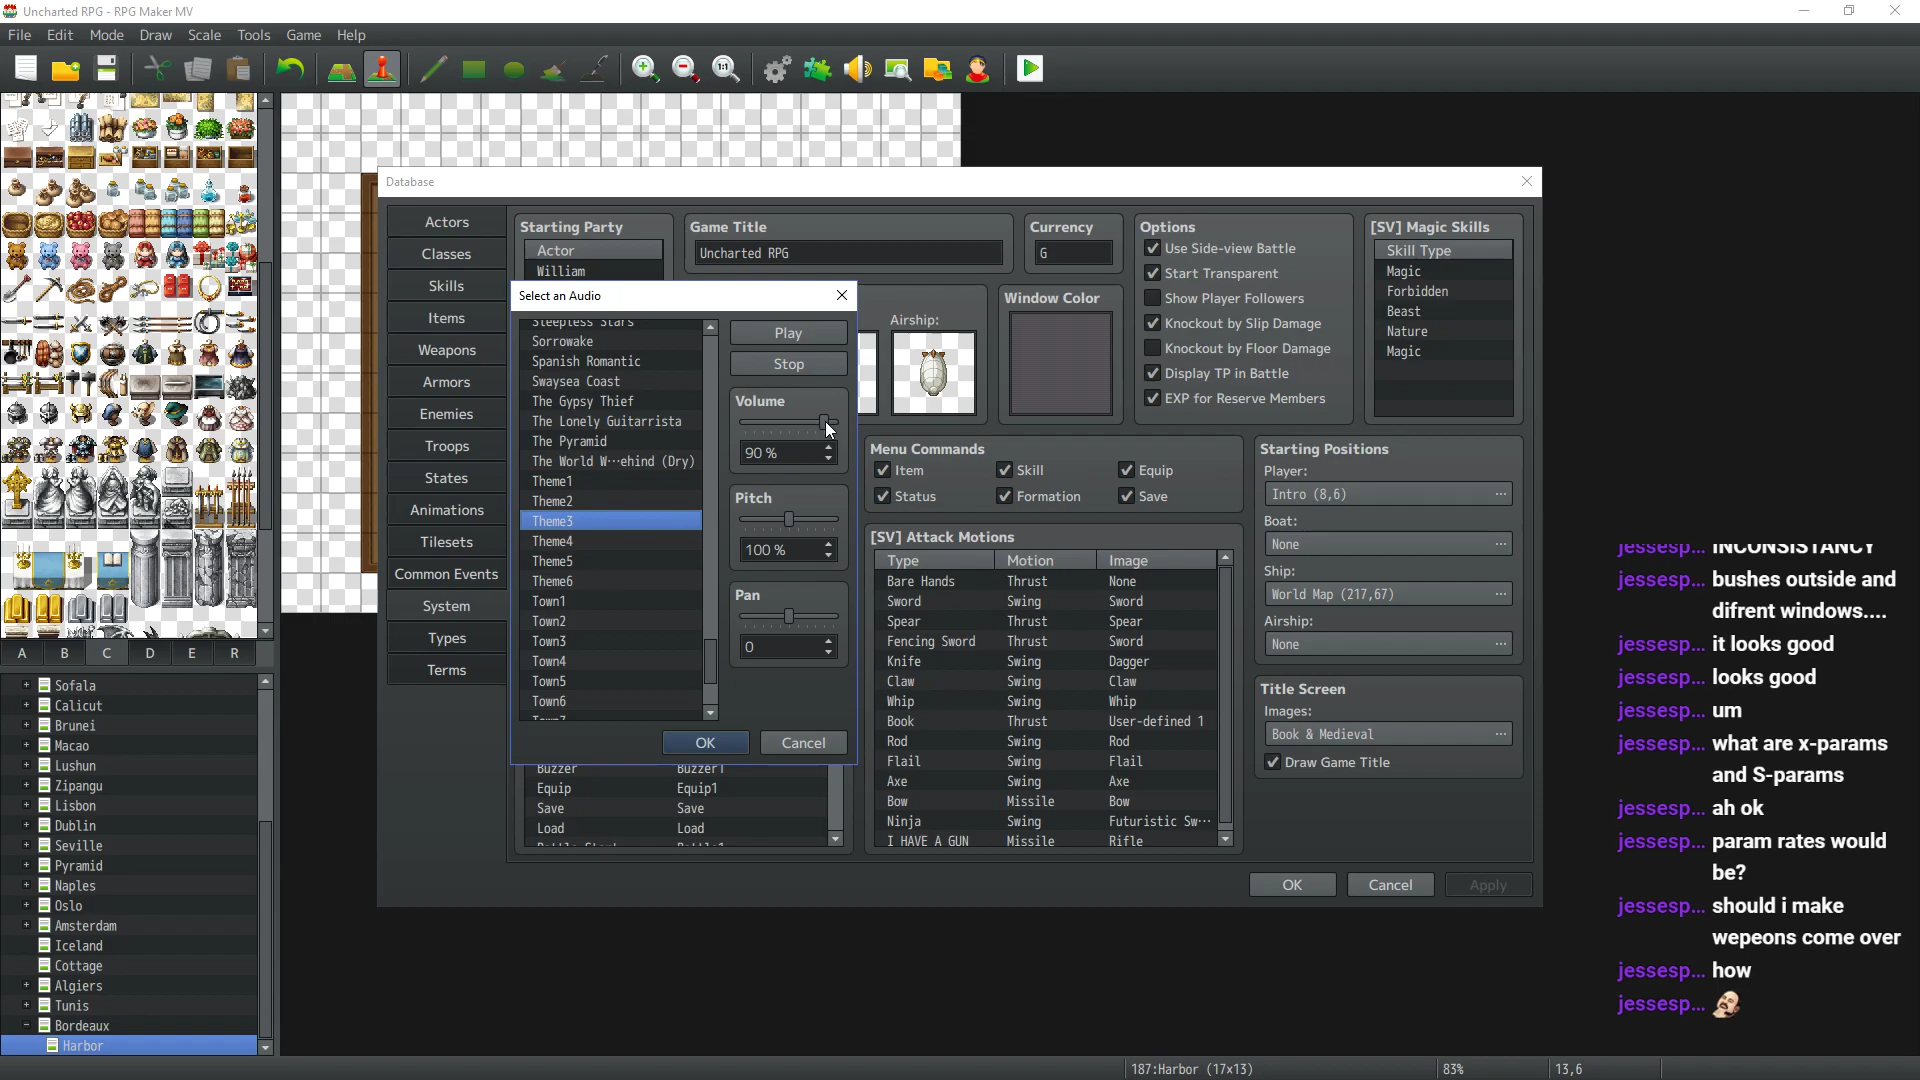 Uncharted RPG - RPG Maker MV
File Edit Mode Draw Scale Tools Game Help
1:1
Database
Actors
Classes
Skills
Items
Weapons
Armors
Enemies
Troops
States
Animations
Tilesets
Common Events
System
Types
Terms
Starting Party
Actor
William
Game Title
Uncharted RPG
Currency
G
Options
Use Side-view Battle
Start Transparent
Show Player Followers
Knockout by Slip Damage
Knockout by Floor Damage
Display TP in Battle
EXP for Reserve Members
[SV] Magic Skills
Skill Type
Magic
Forbidden
Beast
Nature
Magic
Select an Audio
Sleepless Stars
Sorrowake
Spanish Romantic
Swaysea Coast
The Gypsy Thief
The Lonely Guitarrista
The Pyramid
The World W…ehind (Dry)
Theme1
Theme2
Theme3
Theme4
Theme5
Theme6
Town1
Town2
Town3
Town4
Town5
Town6
Town7
Play
Stop
Volume
90 %
Pitch
100 %
Pan
0
OK Cancel
Airship:
Window Color
Menu Commands
Item Skill Equip
Status Formation Save
[SV] Attack Motions
Type Motion Image
Bare Hands Thrust None
Sword Swing Sword
Spear Thrust Spear
Fencing Sword Thrust Sword
Knife Swing Dagger
Claw Swing Claw
Whip Swing Whip
Book Thrust User-defined 1
Rod Swing Rod
Flail Swing Flail
Axe Swing Axe
Bow Missile Bow
Ninja Swing Futuristic Sw…
I HAVE A GUN Missile Rifle
Starting Positions
Player:
Intro (8,6) ...
Boat:
None ...
Ship:
World Map (217,67) ...
Airship:
None ...
Title Screen
Images:
Book & Medieval ...
Draw Game Title
Buzzer Buzzer1
Equip Equip1
Save Save
Load Load
OK Cancel Apply
A B C D E R
Sofala
Calicut
Brunei
Macao
Lushun
Zipangu
Lisbon
Dublin
Seville
Pyramid
Naples
Oslo
Amsterdam
Iceland
Cottage
Algiers
Tunis
Bordeaux
Harbor
jessesp... INCONSISTANCY
jessesp... bushes outside and
difrent windows....
jessesp... it looks good
jessesp... looks good
jessesp... um
jessesp... what are x-params
and S-params
jessesp... ah ok
jessesp... param rates would
be?
jessesp... should i make
wepeons come over
jessesp... how
jessesp...
187:Harbor (17x13) 83% 13,6